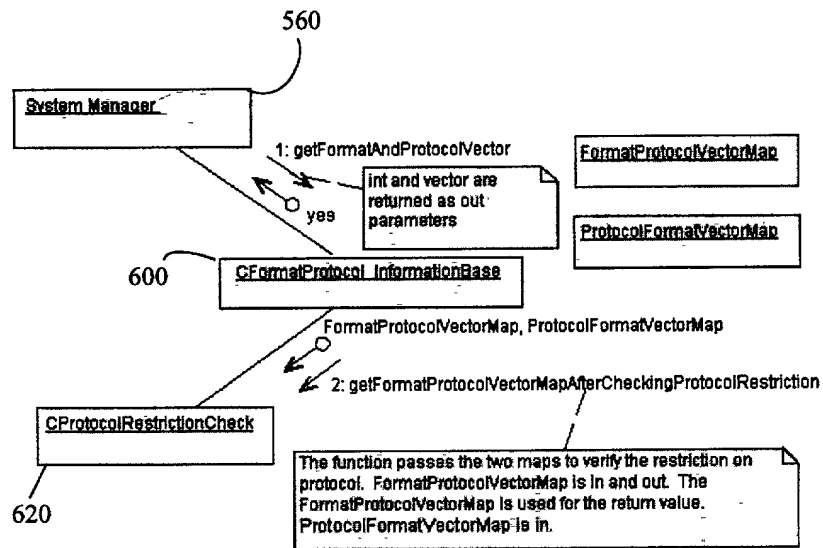 560
System Manager
1: getFormatAndProtocolVector
int and vector are
returned as out
parameters
yes
FormatProtocolVectorMap
ProtocolFormatVectorMap
600
CFormatProtocol_InformationBase
FormatProtocolVectorMap, ProtocolFormatVectorMap
2: getFormatProtocolVectorMapAfterCheckingProtocolRestriction
CProtocolRestrictionCheck
620
The function passes the two maps to verify the restriction on
protocol. FormatProtocolVectorMap is in and out. The
FormatProtocolVectorMap is used for the return value.
ProtocolFormatVectorMap is in.